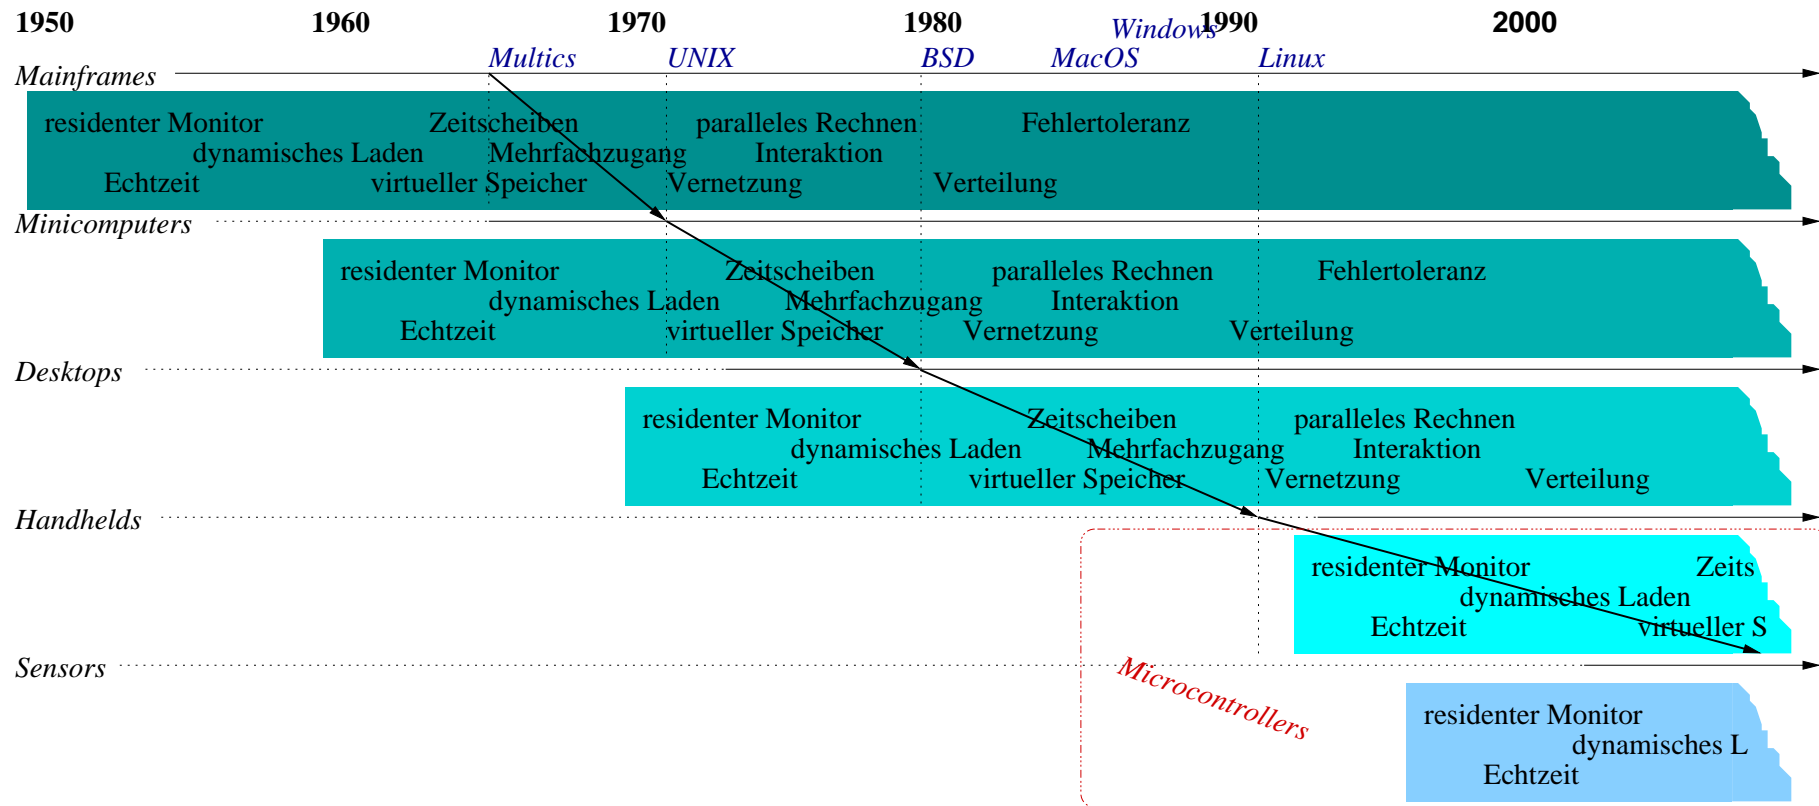 1950 1960 1970 1980 1990 2000
Windows
Multics UNIX BSD MacOS Linux
Mainframes
residenter Monitor Zeitscheiben paralleles Rechnen Fehlertoleranz
dynamisches Laden Mehrfachzugang Interaktion
Echtzeit virtueller Speicher Vernetzung Verteilung
Minicomputers
residenter Monitor Zeitscheiben paralleles Rechnen Fehlertoleranz
dynamisches Laden Mehrfachzugang Interaktion
Echtzeit virtueller Speicher Vernetzung Verteilung
Desktops
residenter Monitor Zeitscheiben paralleles Rechnen
dynamisches Laden Mehrfachzugang Interaktion
Echtzeit virtueller Speicher Vernetzung Verteilung
Handhelds
residenter Monitor Zeits
dynamisches Laden
Echtzeit virtueller S
Sensors
Microcontrollers
residenter Monitor
dynamisches L
Echtzeit